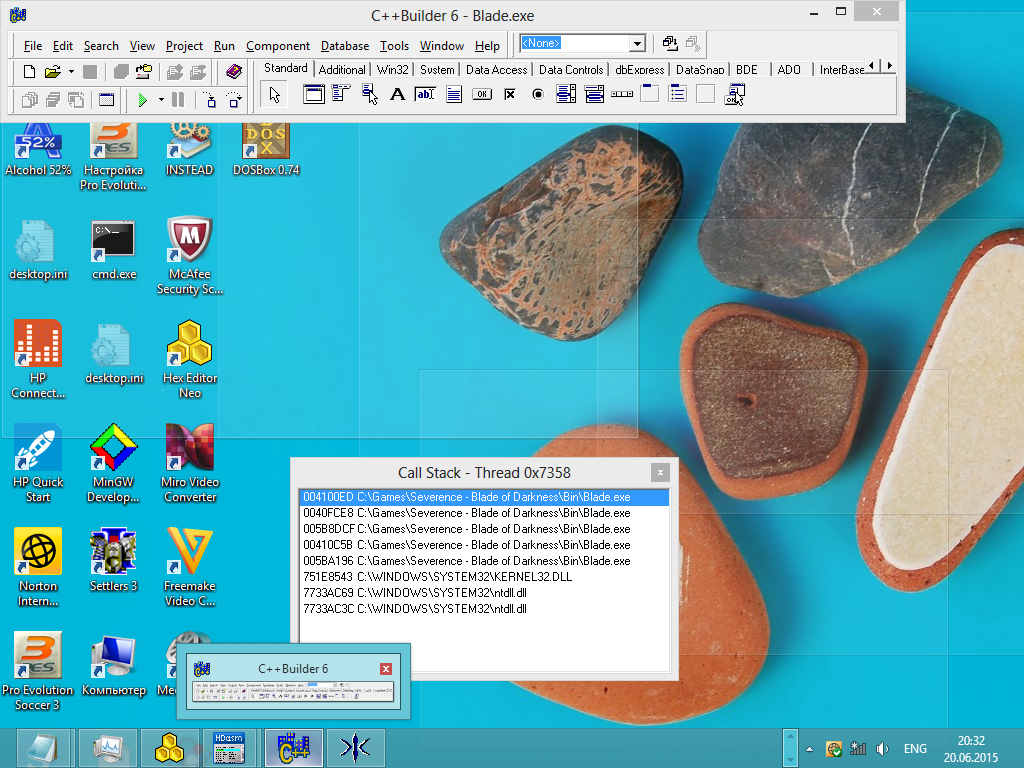 C++Builder 6 - Blade.exe
File Edit Search View Project Run Component Database Tools Window Help
<None>
Standard Additional Win32 System Data Access Data Controls dbExpress DataSnap BDE ADO InterBase
A ab OK
52% DOS
Alcohol 52% Настройка Pro Evoluti... INSTEAD DOSBox 0.74
C:\_ M
desktop.ini cmd.exe McAfee Security Sc...
HP Connect... desktop.ini Hex Editor Neo
HP Quick Start MinGW Develop... Miro Video Converter
Norton Intern... Settlers 3 Freemake Video C...
Pro Evolution Soccer 3 Компьютер
Call Stack - Thread 0x7358
004100ED C:\Games\Severence - Blade of Darkness\Bin\Blade.exe
0040FCE8 C:\Games\Severence - Blade of Darkness\Bin\Blade.exe
005B8DCF C:\Games\Severence - Blade of Darkness\Bin\Blade.exe
00410C5B C:\Games\Severence - Blade of Darkness\Bin\Blade.exe
005BA196 C:\Games\Severence - Blade of Darkness\Bin\Blade.exe
751E8543 C:\WINDOWS\SYSTEM32\KERNEL32.DLL
7733AC69 C:\WINDOWS\SYSTEM32\ntdll.dll
7733AC3C C:\WINDOWS\SYSTEM32\ntdll.dll
C++Builder 6
HDasm
ENG
20:32
20.06.2015